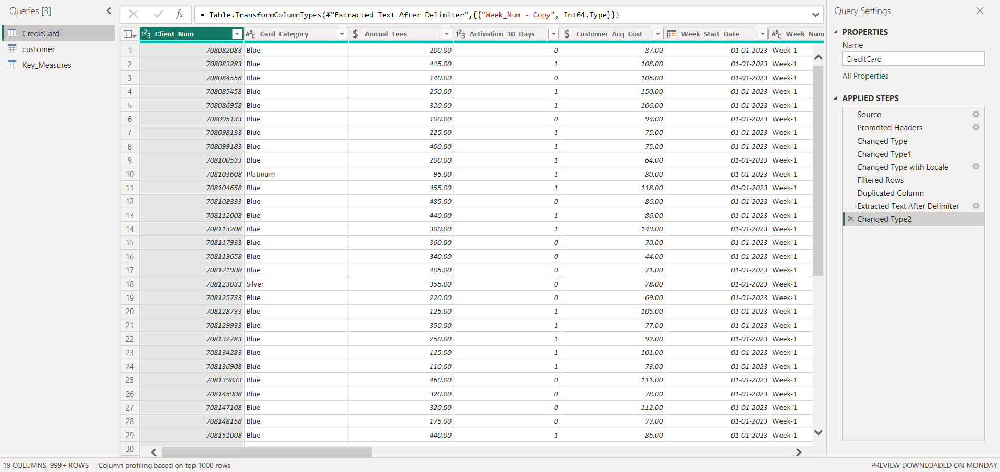 Queries [3]
CreditCard
customer
Key_Measures
fx
= Table.TransformColumnTypes(#"Extracted Text After Delimiter",{{"Week_Num - Copy", Int64.Type}})
123 Client_Num ABC Card_Category $ Annual_Fees 123 Activation_30_Days $ Customer_Acq_Cost Week_Start_Date ABC Week_Num
1 708082083 Blue 200.00 0 87.00 01-01-2023 Week-1
2 708083283 Blue 445.00 1 108.00 01-01-2023 Week-1
3 708084558 Blue 140.00 0 106.00 01-01-2023 Week-1
4 708085458 Blue 250.00 1 150.00 01-01-2023 Week-1
5 708086958 Blue 320.00 1 106.00 01-01-2023 Week-1
6 708095133 Blue 100.00 0 94.00 01-01-2023 Week-1
7 708098133 Blue 225.00 1 75.00 01-01-2023 Week-1
8 708099183 Blue 400.00 1 75.00 01-01-2023 Week-1
9 708100533 Blue 200.00 1 64.00 01-01-2023 Week-1
10 708103608 Platinum 95.00 1 80.00 01-01-2023 Week-1
11 708104658 Blue 455.00 1 118.00 01-01-2023 Week-1
12 708108333 Blue 485.00 0 86.00 01-01-2023 Week-1
13 708112008 Blue 440.00 1 86.00 01-01-2023 Week-1
14 708113208 Blue 300.00 1 149.00 01-01-2023 Week-1
15 708117933 Blue 360.00 0 70.00 01-01-2023 Week-1
16 708119658 Blue 340.00 0 44.00 01-01-2023 Week-1
17 708121908 Blue 405.00 0 71.00 01-01-2023 Week-1
18 708123033 Silver 355.00 0 78.00 01-01-2023 Week-1
19 708125733 Blue 220.00 0 69.00 01-01-2023 Week-1
20 708128733 Blue 125.00 1 105.00 01-01-2023 Week-1
21 708129933 Blue 350.00 1 77.00 01-01-2023 Week-1
22 708132783 Blue 250.00 1 92.00 01-01-2023 Week-1
23 708134283 Blue 125.00 1 101.00 01-01-2023 Week-1
24 708136908 Blue 110.00 1 73.00 01-01-2023 Week-1
25 708139833 Blue 460.00 0 111.00 01-01-2023 Week-1
26 708145908 Blue 320.00 0 78.00 01-01-2023 Week-1
27 708147108 Blue 320.00 0 112.00 01-01-2023 Week-1
28 708148158 Blue 175.00 0 73.00 01-01-2023 Week-1
29 708151008 Blue 440.00 1 86.00 01-01-2023 Week-1
30
Query Settings
PROPERTIES
Name
CreditCard
All Properties
APPLIED STEPS
Source
Promoted Headers
Changed Type
Changed Type1
Changed Type with Locale
Filtered Rows
Duplicated Column
Extracted Text After Delimiter
Changed Type2
19 COLUMNS, 999+ ROWS Column profiling based on top 1000 rows
PREVIEW DOWNLOADED ON MONDAY